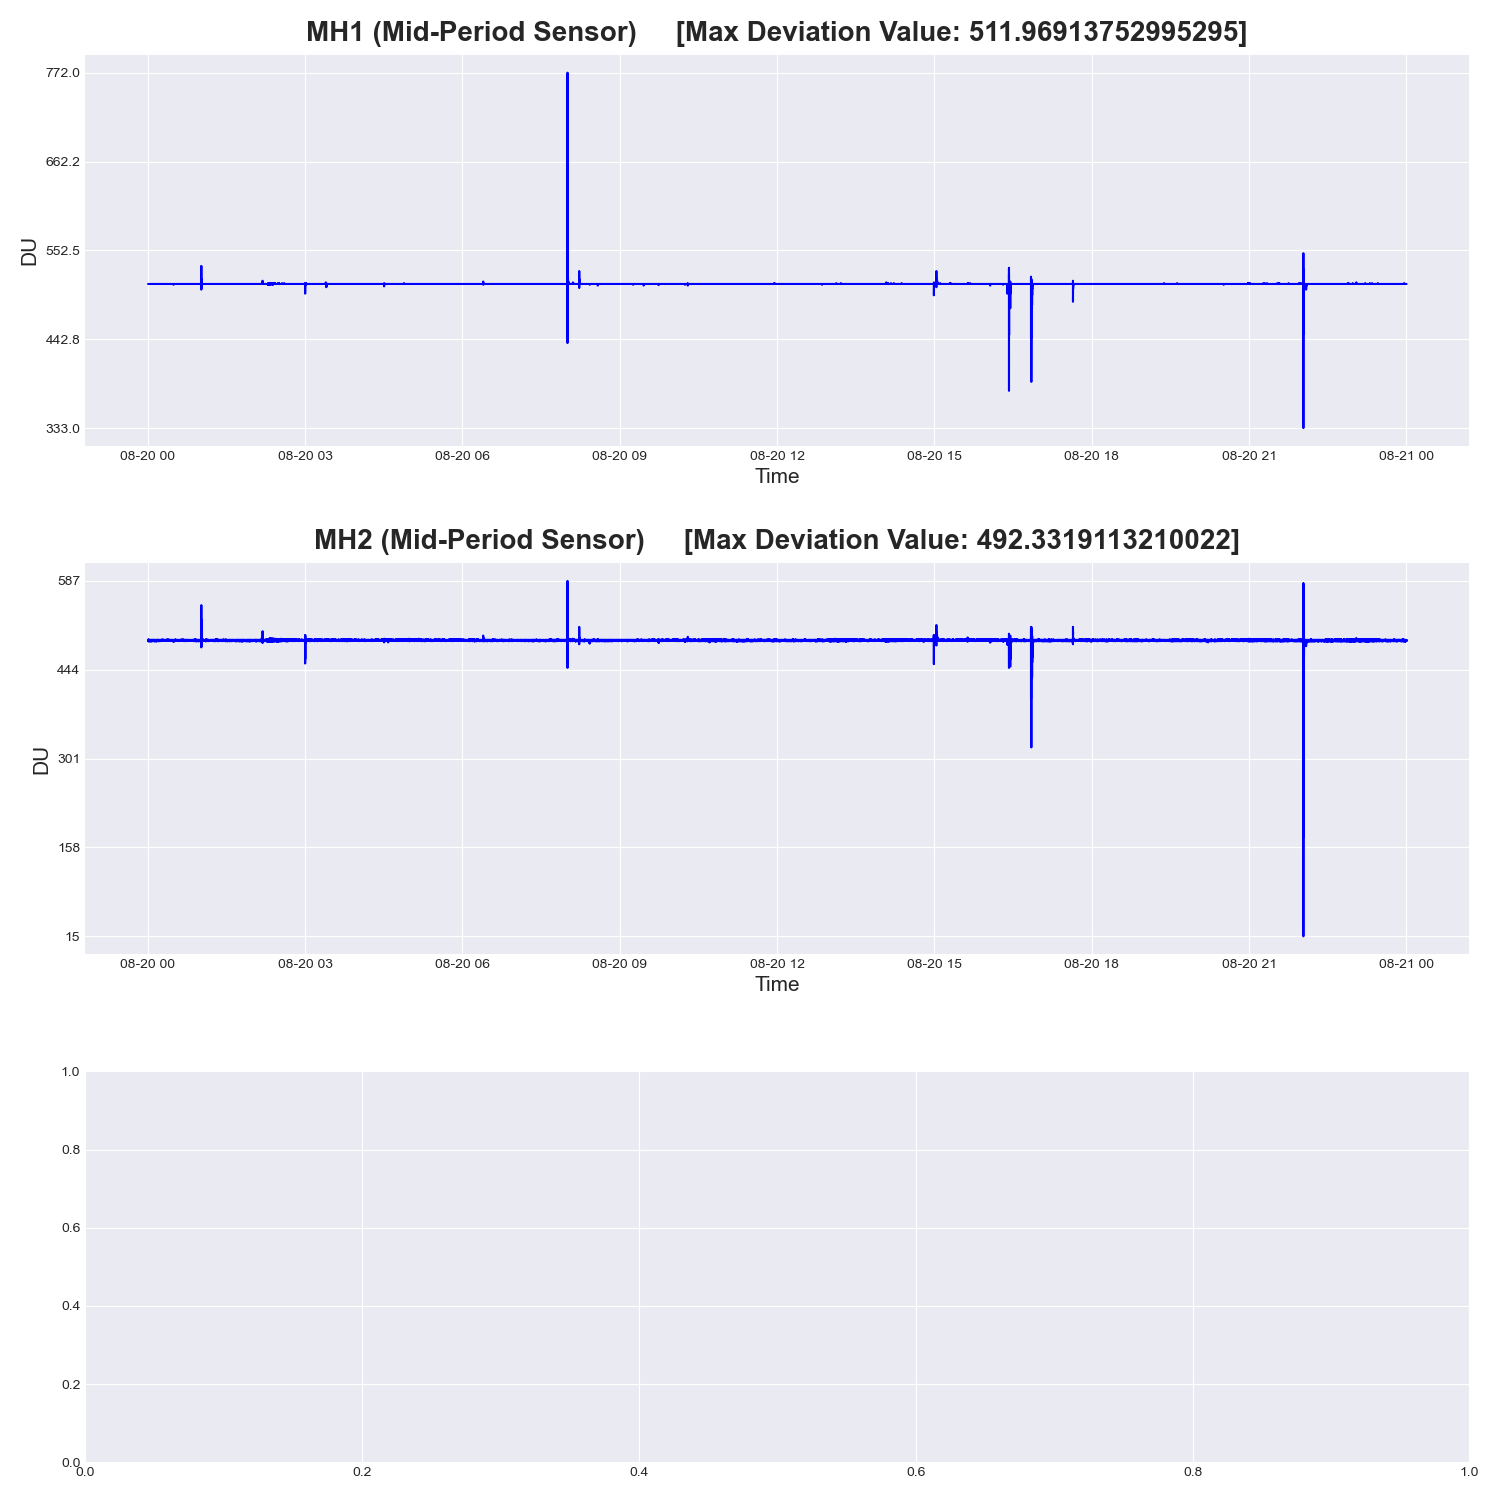 MH1 (Mid-Period Sensor) [Max Deviation Value: 511.96913752995295]
772.0
662.2
552.5
442.8
333.0
DU
08-20 00 08-20 03 08-20 06 08-20 09 08-20 12 08-20 15 08-20 18 08-20 21 08-21 00
Time
MH2 (Mid-Period Sensor) [Max Deviation Value: 492.3319113210022]
587
444
301
158
15
DU
08-20 00 08-20 03 08-20 06 08-20 09 08-20 12 08-20 15 08-20 18 08-20 21 08-21 00
Time
1.0
0.8
0.6
0.4
0.2
0.0
0.0 0.2 0.4 0.6 0.8 1.0